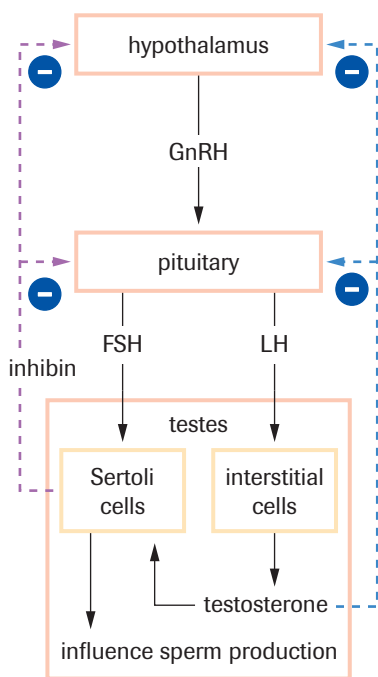 hypothalamus
−
−
GnRH
pituitary
−
−
FSH
LH
inhibin
testes
Sertoli
cells
interstitial
cells
testosterone
influence sperm production